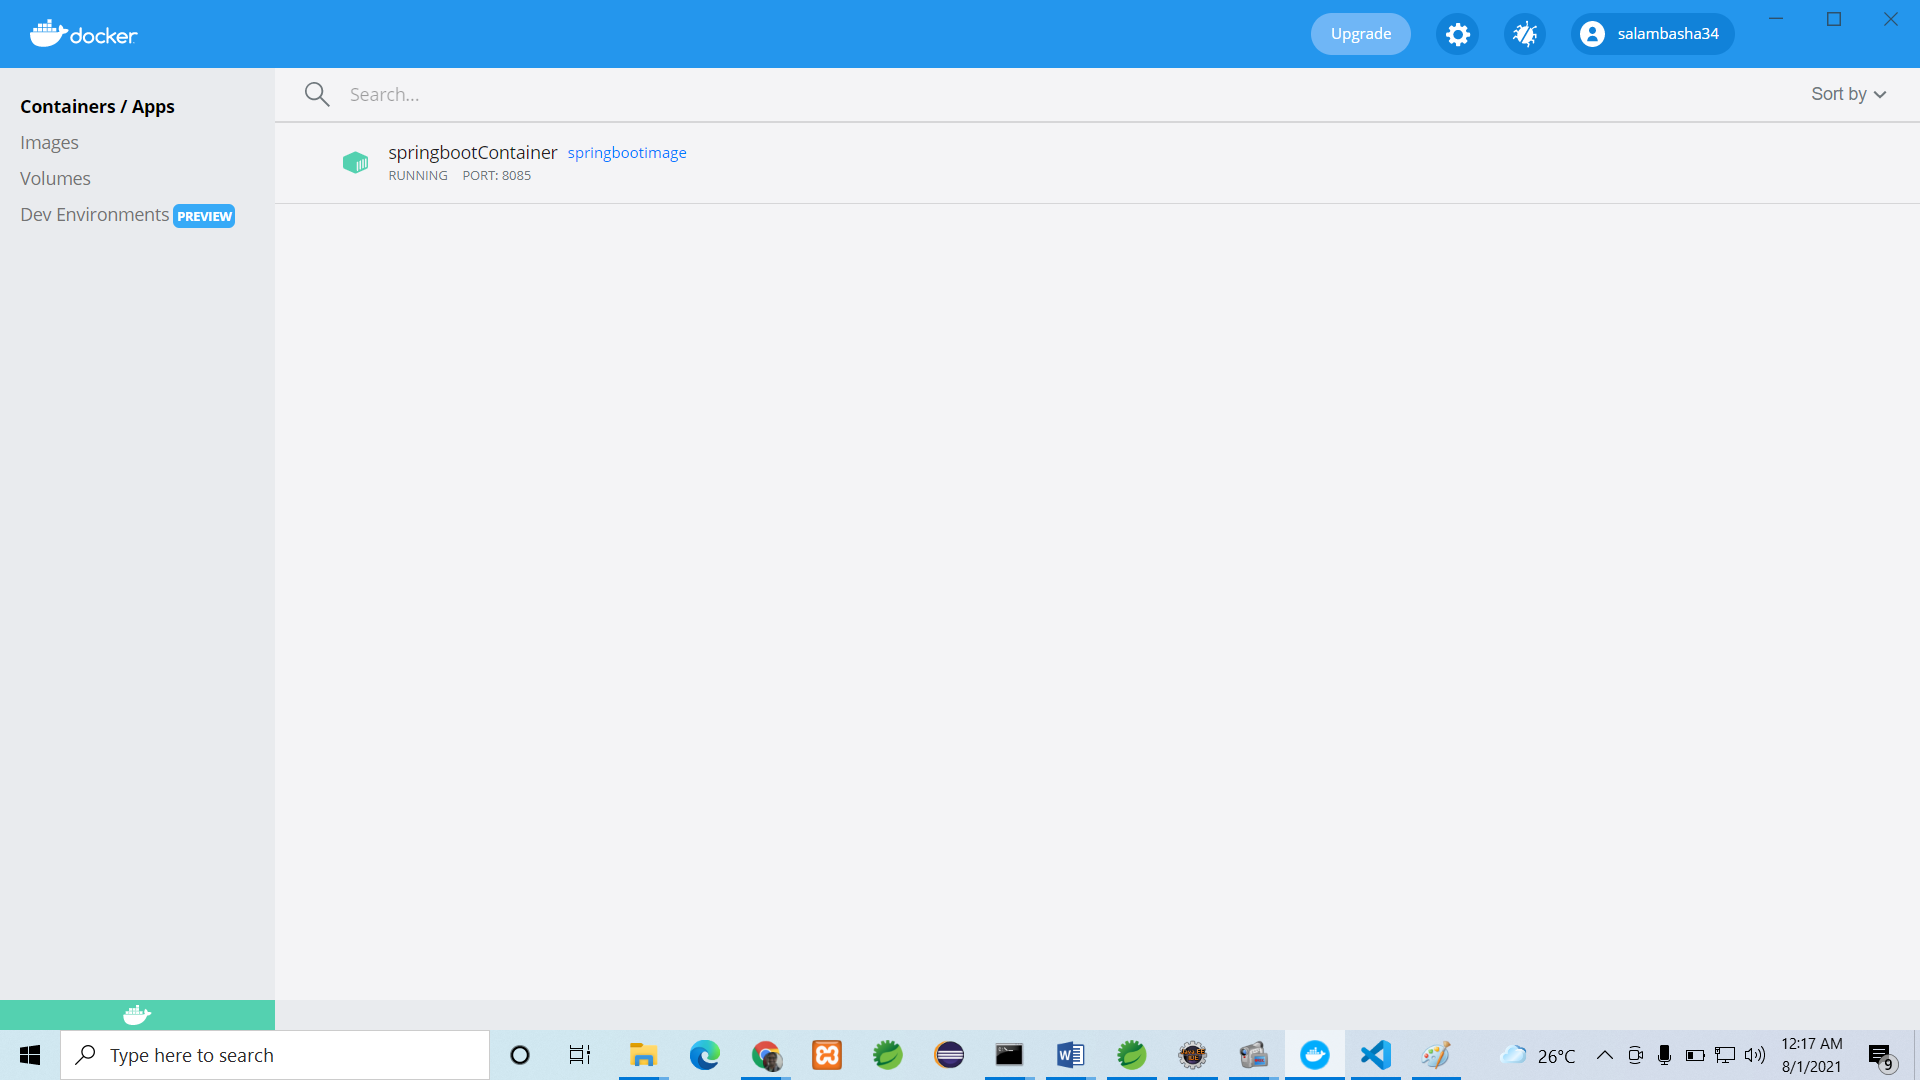 docker
Upgrade
salambasha34
Containers / Apps
Images
Volumes
Dev Environments PREVIEW
Search...
Sort by
springbootContainer springbootimage
RUNNING PORT: 8085
Type here to search
26°C
12:17 AM
8/1/2021
9